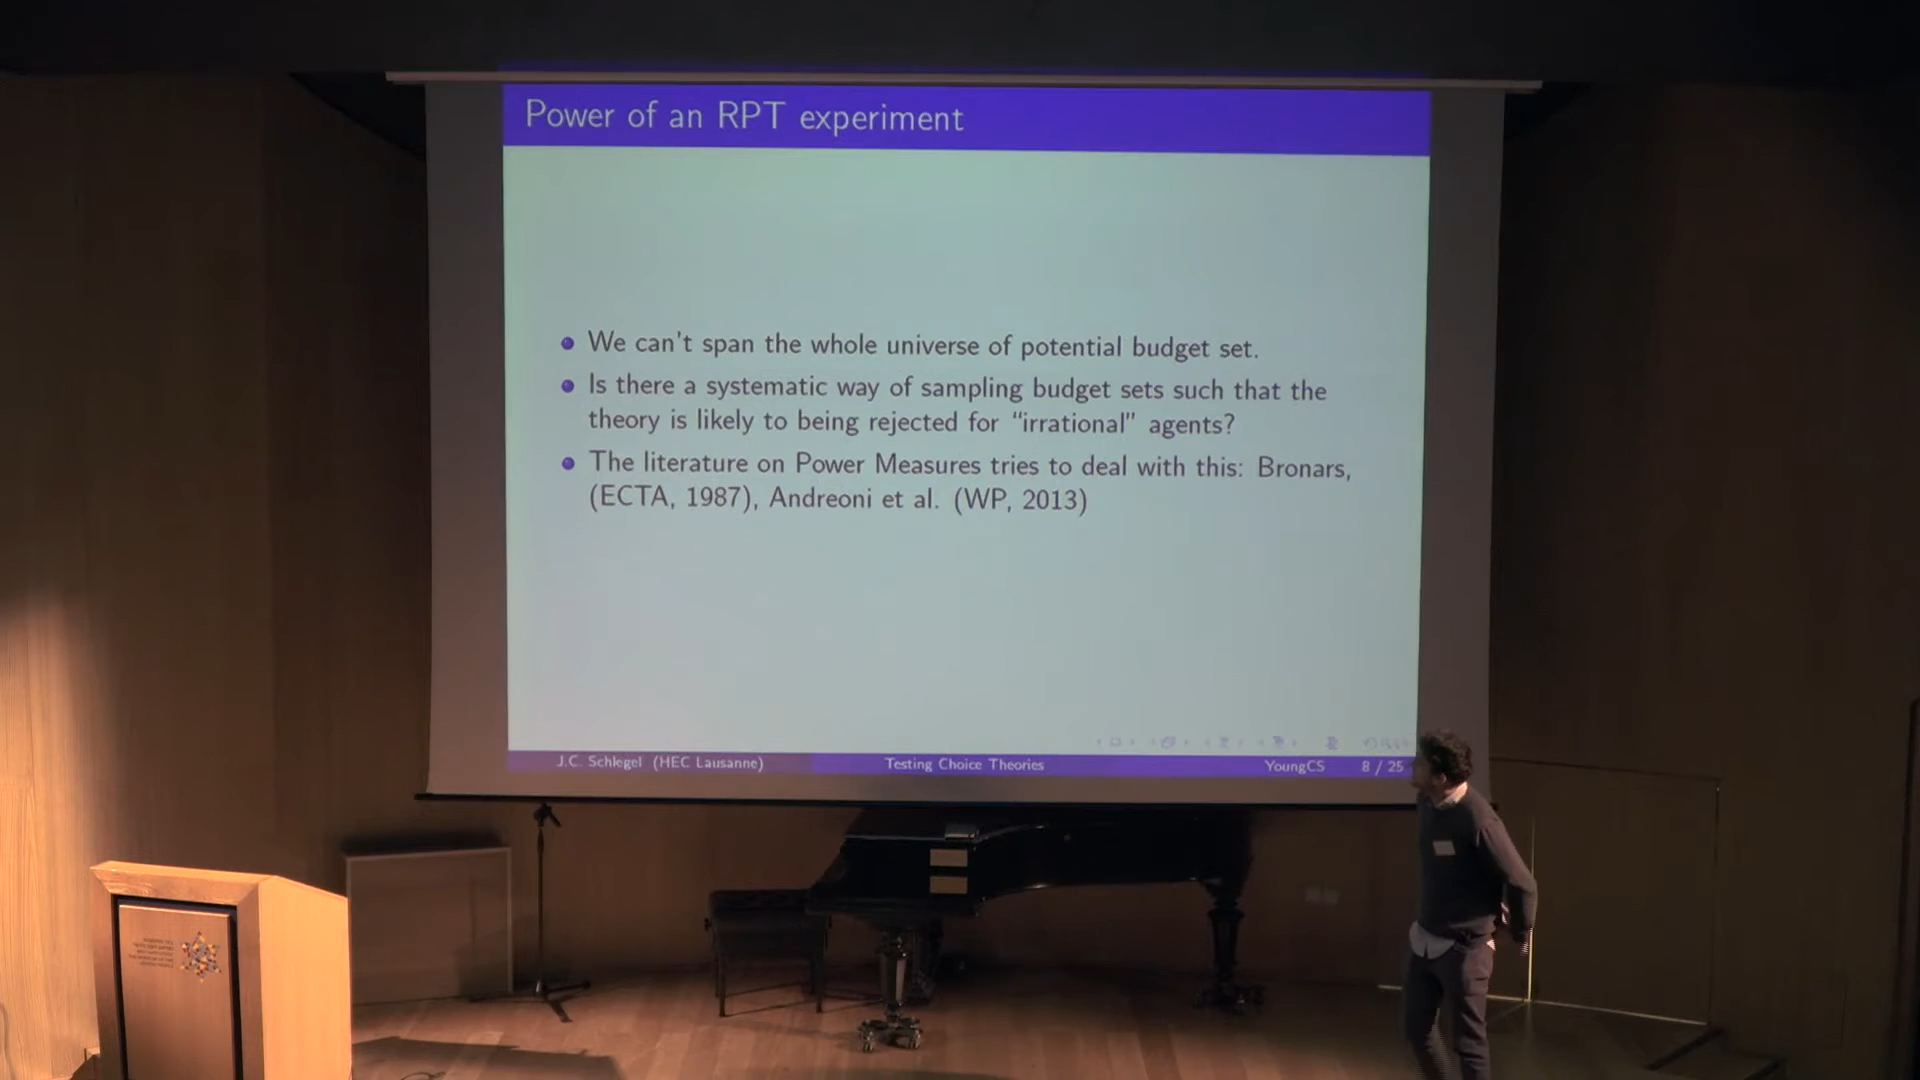 Power of an RPT experiment
We can't span the whole universe of potential budget set.
Is there a systematic way of sampling budget sets such that the
theory is likely to being rejected for “irrational” agents?
The literature on Power Measures tries to deal with this: Bronars,
(ECTA, 1987), Andreoni et al. (WP, 2013)
J.C. Schlegel (HEC Lausanne)
Testing Choice Theories
YoungCS
8 / 25